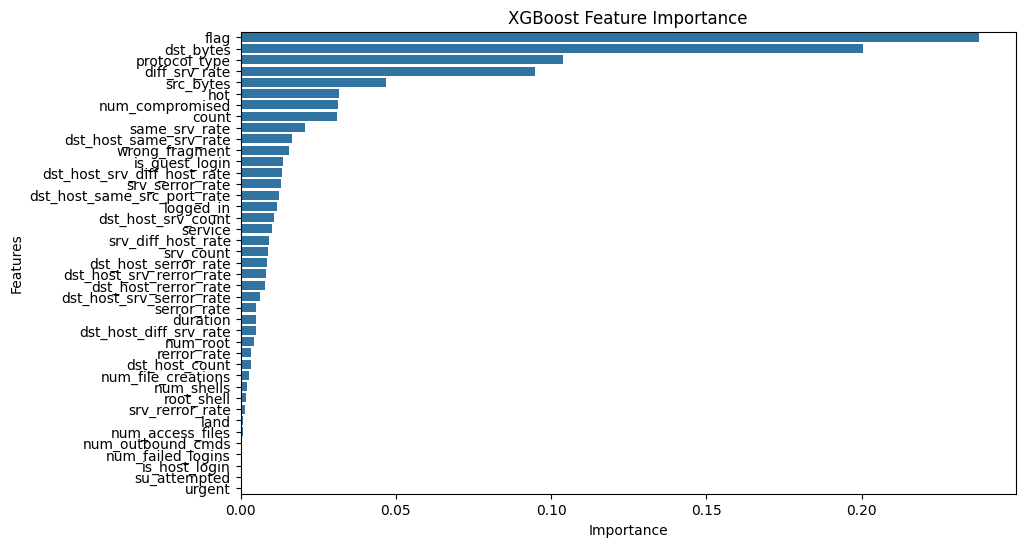 XGBoost Feature Importance
Features
flag
dst_bytes
protocol_type
diff_srv_rate
src_bytes
hot
num_compromised
count
same_srv_rate
dst_host_same_srv_rate
wrong_fragment
is_guest_login
dst_host_srv_diff_host_rate
srv_serror_rate
dst_host_same_src_port_rate
logged_in
dst_host_srv_count
service
srv_diff_host_rate
srv_count
dst_host_serror_rate
dst_host_srv_rerror_rate
dst_host_rerror_rate
dst_host_srv_serror_rate
serror_rate
duration
dst_host_diff_srv_rate
num_root
rerror_rate
dst_host_count
num_file_creations
num_shells
root_shell
srv_rerror_rate
land
num_access_files
num_outbound_cmds
num_failed_logins
is_host_login
su_attempted
urgent
0.00 0.05 0.10 0.15 0.20
Importance